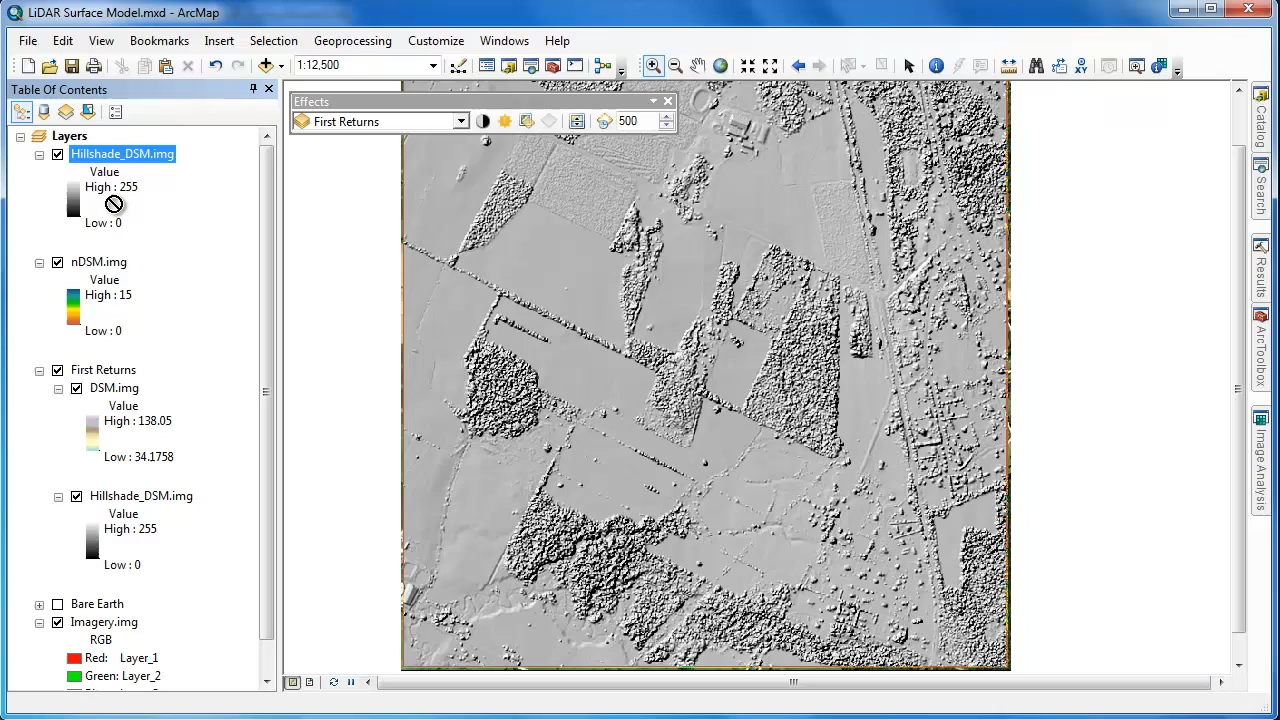 LiDAR Surface Model.mxd - ArcMap
File Edit View Bookmarks Insert Selection Geoprocessing Customize Windows Help
1:12,500
Table Of Contents
Effects
First Returns 500
Layers
Hillshade_DSM.img
Value
High : 255
Low : 0
nDSM.img
Value
High : 15
Low : 0
First Returns
DSM.img
Value
High : 138.05
Low : 34.1758
Hillshade_DSM.img
Value
High : 255
Low : 0
Bare Earth
Imagery.img
RGB
Red: Layer_1
Green: Layer_2
Catalog
Search
Results
ArcToolbox
Image Analysis